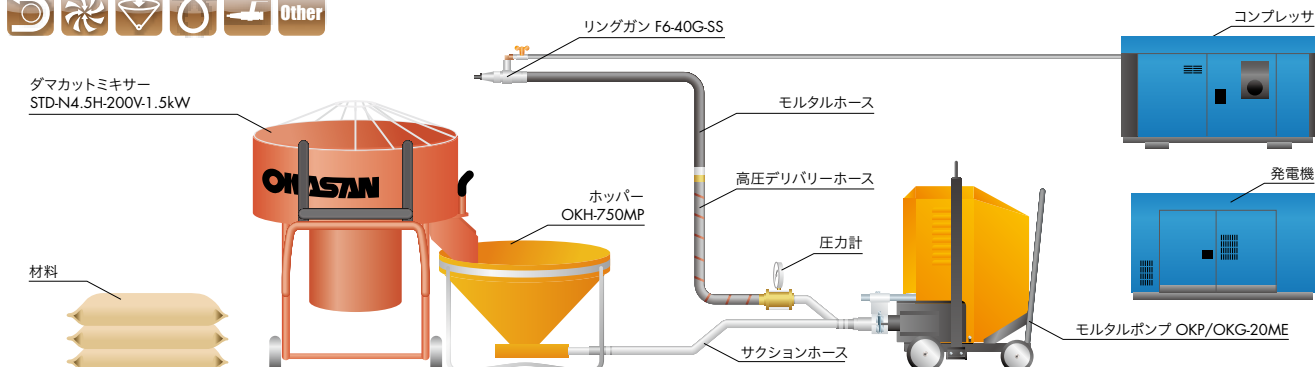 Other
リングガン F6-40G-SS
コンプレッサ
ダマカットミキサー
STD-N4.5H-200V-1.5kW
モルタルホース
OKASAN
高圧デリバリーホース
発電機
ホッパー
OKH-750MP
圧力計
材料
モルタルポンプ OKP/OKG-20ME
サクションホース